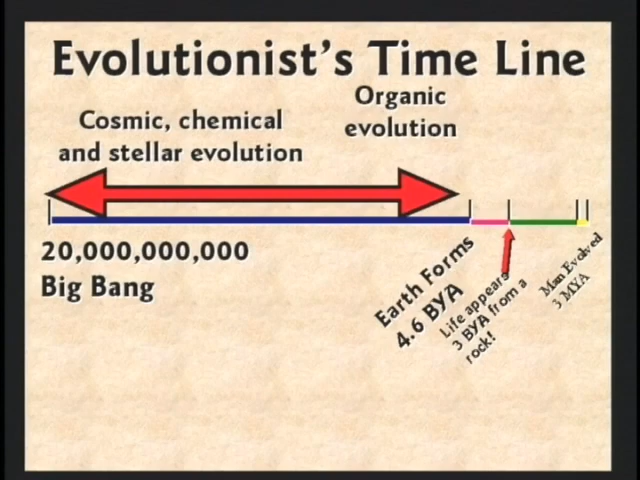 Evolutionist's Time Line
Organic
evolution
Cosmic, chemical
and stellar evolution
20,000,000,000
Big Bang
Earth Forms
4.6 BYA
Life appears
3 BYA from a
rock!
Man Evolved
3 MYA